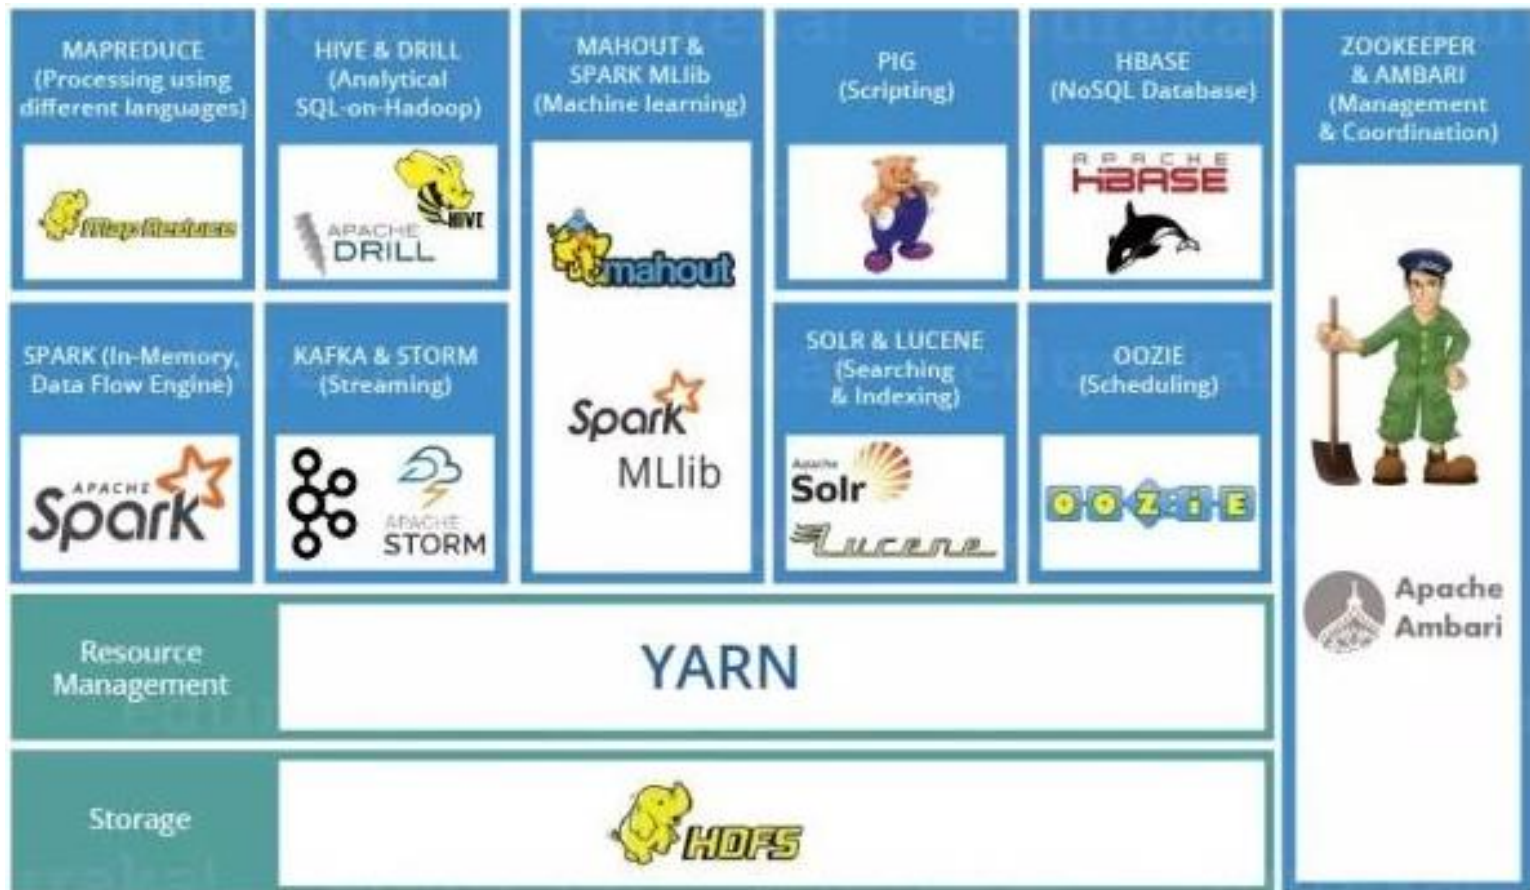 MAPREDUCE
(Processing using
different languages)
Map Reduce
HIVE & DRILL
(Analytical
SQL-on-Hadoop)
HIVE
APACHE
DRILL
MAHOUT &
SPARK MLlib
(Machine learning)
mahout
Spark
MLlib
PIG
(Scripting)
HBASE
(NoSQL Database)
APACHE
HBASE
ZOOKEEPER
& AMBARI
(Management
& Coordination)
Apache
Ambari
SPARK (In-Memory,
Data Flow Engine)
APACHE
Spark
KAFKA & STORM
(Streaming)
APACHE
STORM
SOLR & LUCENE
(Searching
& Indexing)
Apache
Solr
Lucene
OOZIE
(Scheduling)
OOZiE
Resource
Management
YARN
Storage
HDFS